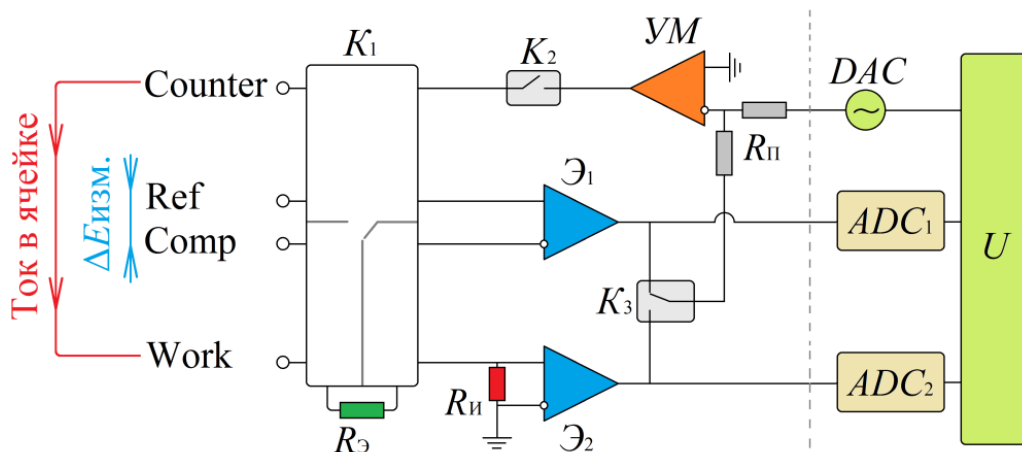 K₁
K₂
УМ
DAC
Counter
Rп
Ток в ячейке
ΔEизм.
Ref
Comp
Э₁
ADC₁
U
K₃
Work
Rи
Э₂
ADC₂
Rэ